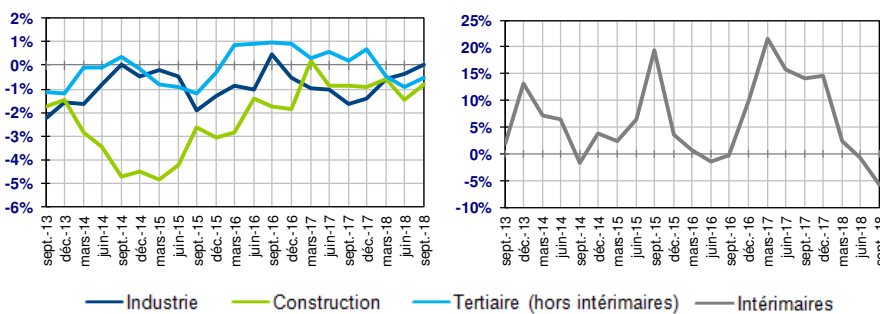 2%
1%
0%
-1%
-2%
-3%
-4%
-5%
-6%
sept.-13
déc.-13
mars-14
juin-14
sept.-14
déc.-14
mars-15
juin-15
sept.-15
déc.-15
mars-16
juin-16
sept.-16
déc.-16
mars-17
juin-17
sept.-17
déc.-17
mars-18
juin-18
sept.-18
25%
20%
15%
10%
5%
0%
-5%
-10%
sept.-13
déc.-13
mars-14
juin-14
sept.-14
déc.-14
mars-15
juin-15
sept.-15
déc.-15
mars-16
juin-16
sept.-16
déc.-16
mars-17
juin-17
sept.-17
déc.-17
mars-18
juin-18
sept.-18
Industrie Construction Tertiaire (hors intérimaires) Intérimaires